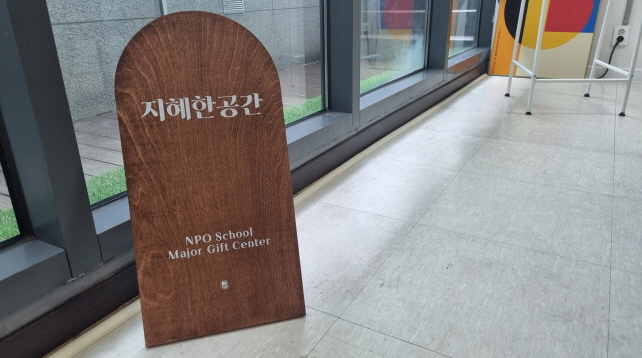 지혜한공간
NPO School
Major Gift Center